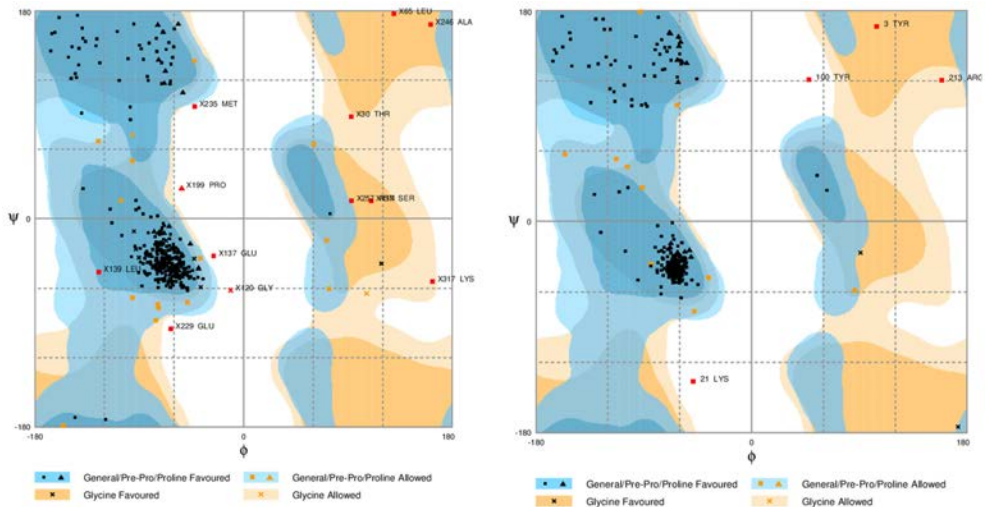 180
X65 LEU
X246 ALA
X235 MET
X30 THR
X199 PRO
ψ
0
SER
X137 GLU
X139 LEU
X317 LYS
X120 GLY
X229 GLU
-180
-180
0
180
ϕ
General/Pre-Pro/Proline Favoured
General/Pre-Pro/Proline Allowed
Glycine Favoured
Glycine Allowed
180
3 TYR
100 TYR
213 ARG
ψ
0
21 LYS
-180
-180
0
180
ϕ
General/Pre-Pro/Proline Favoured
General/Pre-Pro/Proline Allowed
Glycine Favoured
Glycine Allowed